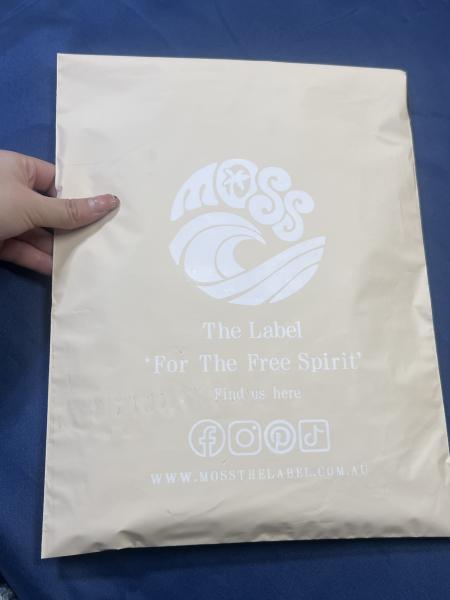 MOSS
The Label
'For The Free Spirit'
Find us here
WWW.MOSSTHELABEL.COM.AU